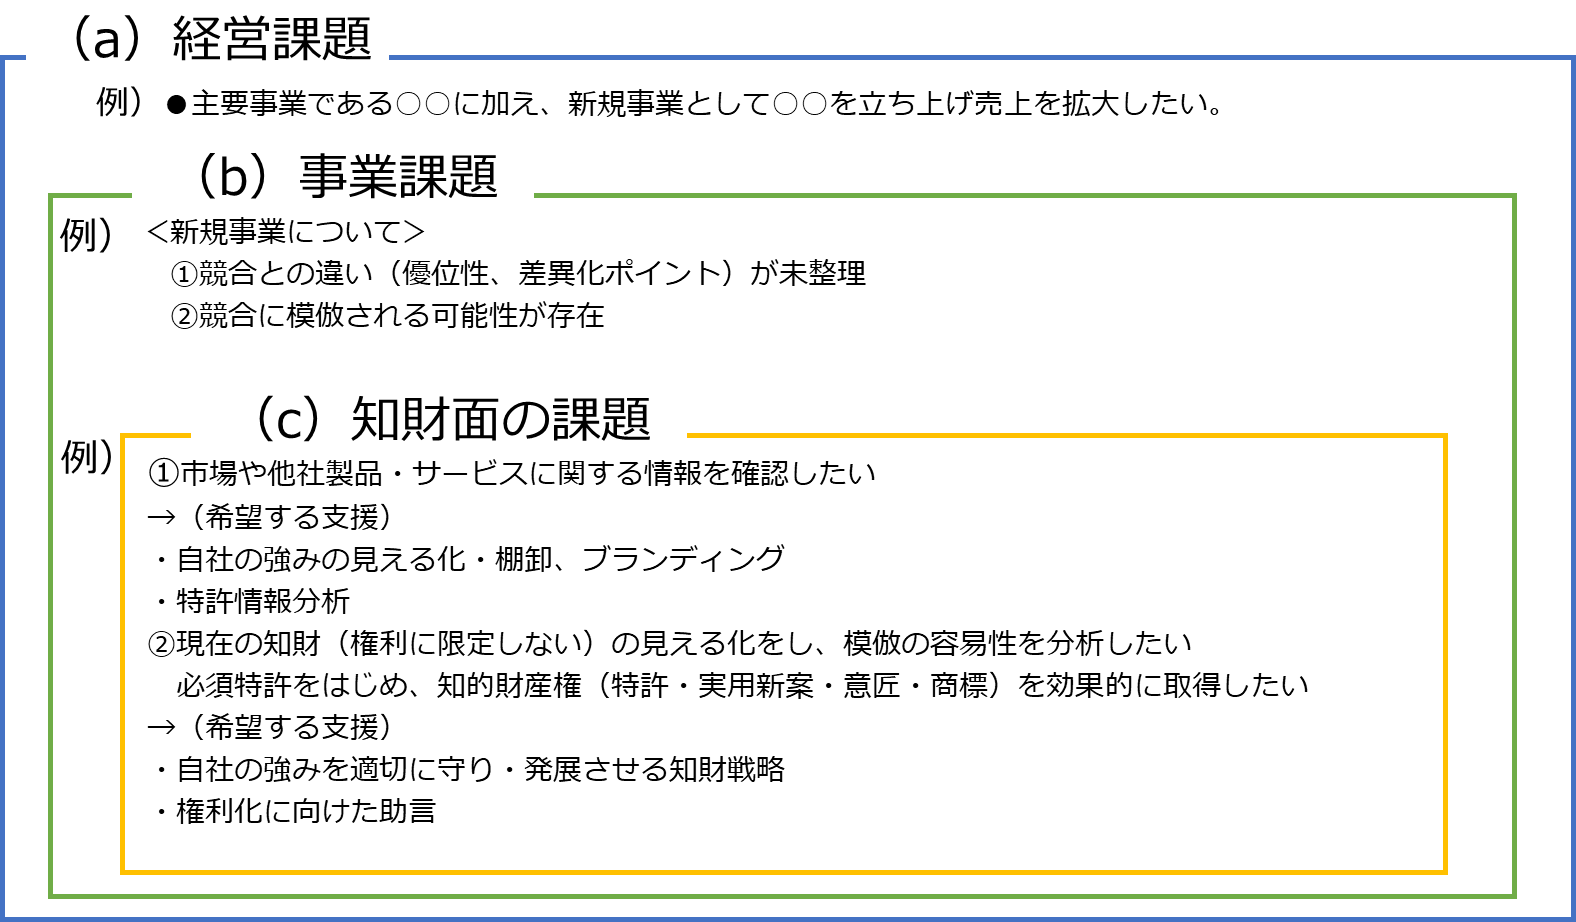 （a）経営課題
例）●主要事業である○○に加え、新規事業として○○を立ち上げ売上を拡大したい。
（b）事業課題
例）＜新規事業について＞
①競合との違い（優位性、差異化ポイント）が未整理
②競合に模倣される可能性が存在
（c）知財面の課題
例）①市場や他社製品・サービスに関する情報を確認したい
→（希望する支援）
・自社の強みの見える化・棚卸、ブランディング
・特許情報分析
②現在の知財（権利に限定しない）の見える化をし、模倣の容易性を分析したい
必須特許をはじめ、知的財産権（特許・実用新案・意匠・商標）を効果的に取得したい
→（希望する支援）
・自社の強みを適切に守り・発展させる知財戦略
・権利化に向けた助言